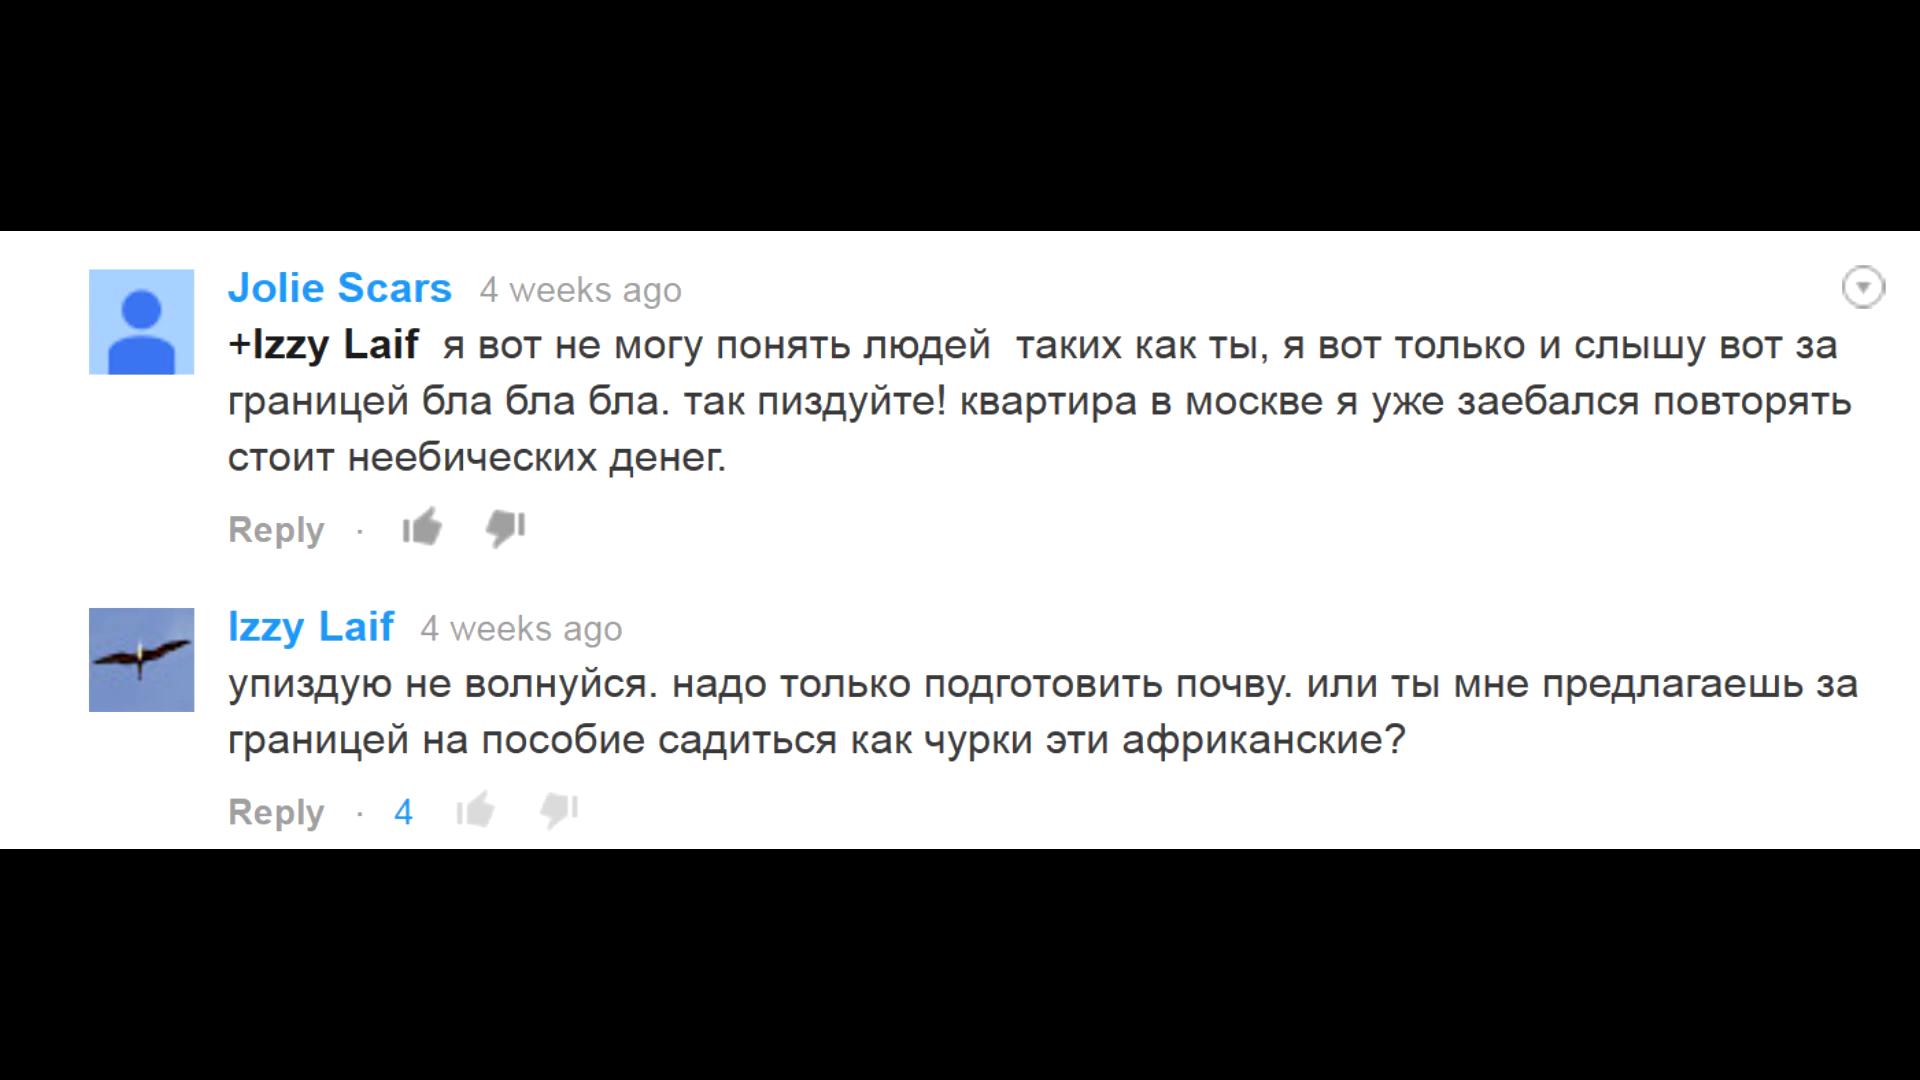 Jolie Scars 4 weeks ago
+Izzy Laif я вот не могу понять людей таких как ты, я вот только и слышу вот за
границей бла бла бла. так пиздуйте! квартира в москве я уже заебался повторять
стоит неебических денег.
Reply ·
Izzy Laif 4 weeks ago
упиздую не волнуйся. надо только подготовить почву. или ты мне предлагаешь за
границей на пособие садиться как чурки эти африканские?
Reply · 4